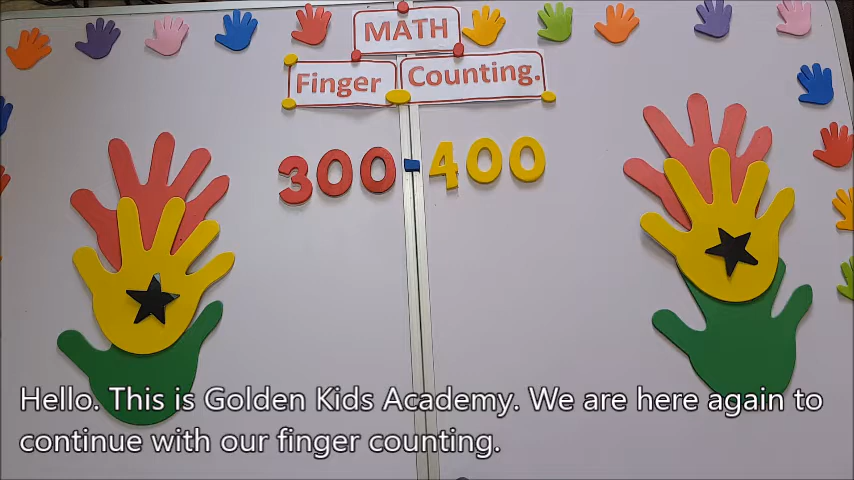 MATH
Finger Counting.
300-400
Hello. This is Golden Kids Academy. We are here again to
continue with our finger counting.